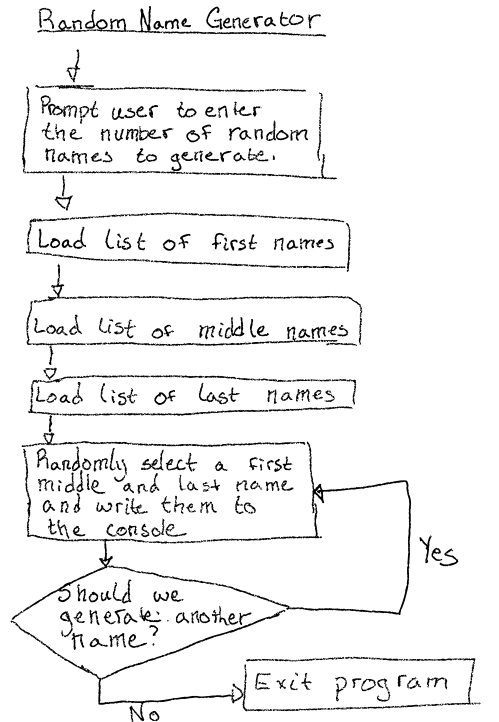 Random Name Generator
Prompt user to enter
the number of random
names to generate.
Load list of first names
Load list of middle names
Load list of last names
Randomly select a first
middle and last name
and write them to
the console
Should we
generate another
name?
Yes
No
Exit program